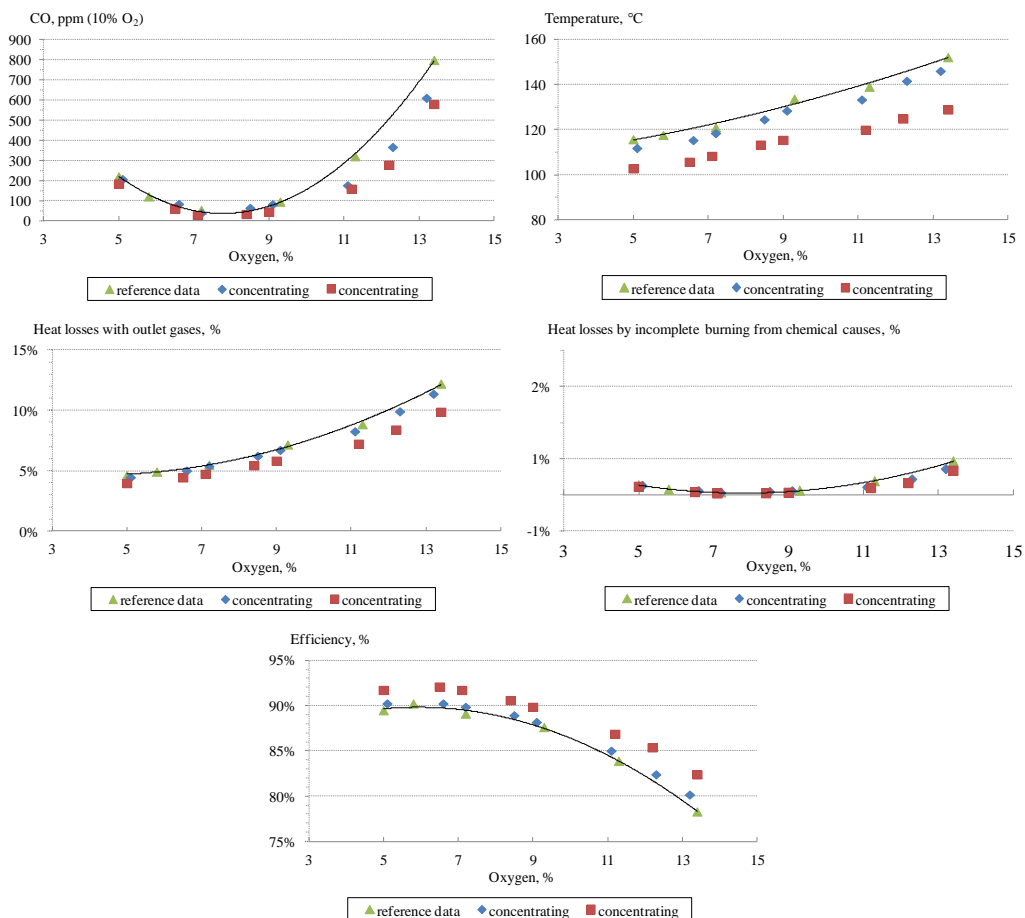 CO, ppm (10% O₂)
900
800
700
600
500
400
300
200
100
0
3 5 7 9 11 13 15
Oxygen, %
reference data concentrating concentrating
Temperature, °C
160
140
120
100
80
3 5 7 9 11 13 15
Oxygen, %
reference data concentrating concentrating
Heat losses with outlet gases, %
15%
10%
5%
0%
3 5 7 9 11 13 15
Oxygen, %
reference data concentrating concentrating
Heat losses by incomplete burning from chemical causes, %
2%
1%
-1%
3 5 7 9 11 13 15
Oxygen, %
reference data concentrating concentrating
Efficiency, %
95%
90%
85%
80%
75%
3 5 7 9 11 13 15
Oxygen, %
reference data concentrating concentrating